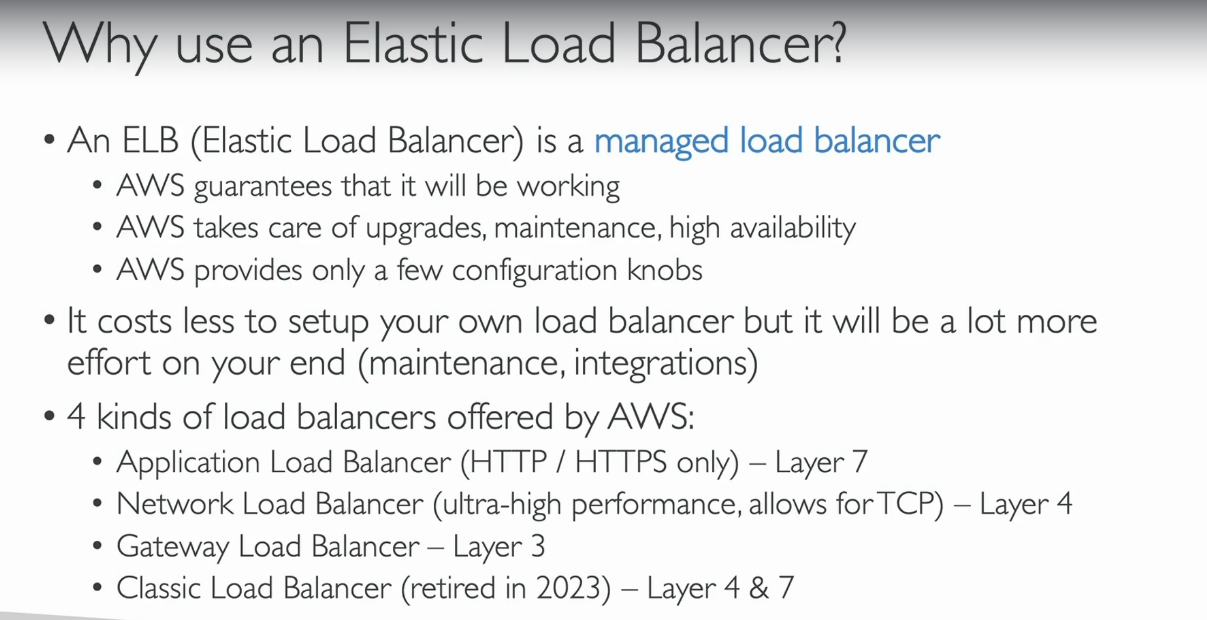 Why use an Elastic Load Balancer?
• An ELB (Elastic Load Balancer) is a managed load balancer
• AWS guarantees that it will be working
• AWS takes care of upgrades, maintenance, high availability
• AWS provides only a few configuration knobs
• It costs less to setup your own load balancer but it will be a lot more
effort on your end (maintenance, integrations)
• 4 kinds of load balancers offered by AWS:
• Application Load Balancer (HTTP / HTTPS only) – Layer 7
• Network Load Balancer (ultra-high performance, allows for TCP) – Layer 4
• Gateway Load Balancer – Layer 3
• Classic Load Balancer (retired in 2023) – Layer 4 & 7